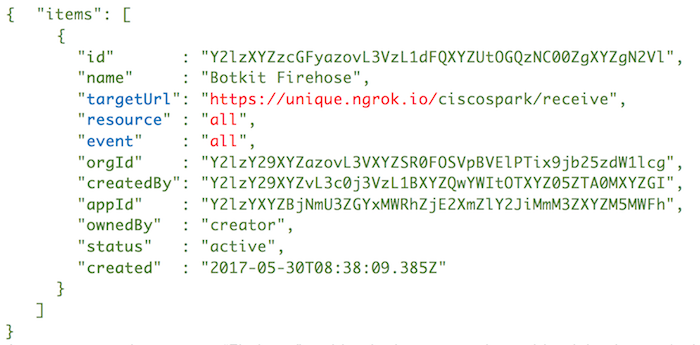 {  "items": [
{
"id"       : "Y2lzXYZzcGFyazovL3VzL1dFQXYZUtOGQzNC00ZgXYZgN2Vl",
"name"     : "Botkit Firehose",
"targetUrl": "https://unique.ngrok.io/ciscospark/receive",
"resource" : "all",
"event"    : "all",
"orgId"    : "Y2lzY29XYZazovL3VXYZSR0FOSVpBVElPTix9jb25zdW1lcg",
"createdBy": "Y2lzY29XYZvL3c0j3VzL1BXYZQwYWItOTXYZ05ZTA0MXYZGI",
"appId"    : "Y2lzYXYZBjNmU3ZGYxMWRhZjE2XmZlY2JiMmM3ZXYZM5MWFh",
"ownedBy"  : "creator",
"status"   : "active",
"created"  : "2017-05-30T08:38:09.385Z"
}
]
}